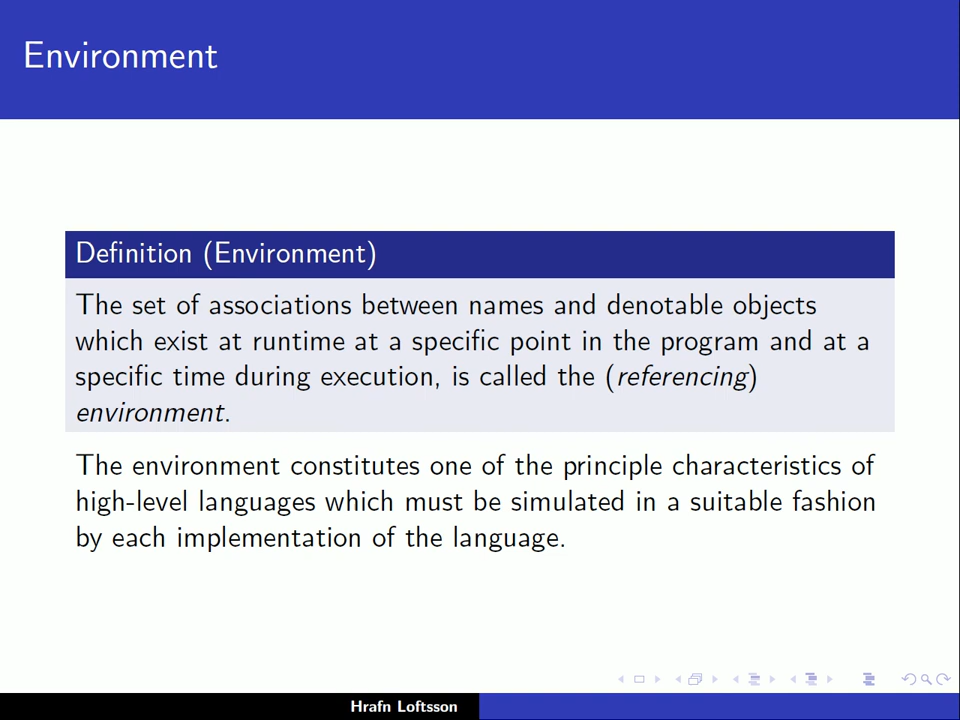 Environment
Definition (Environment)
The set of associations between names and denotable objects
which exist at runtime at a specific point in the program and at a
specific time during execution, is called the (referencing)
environment.
The environment constitutes one of the principle characteristics of
high-level languages which must be simulated in a suitable fashion
by each implementation of the language.
Hrafn Loftsson